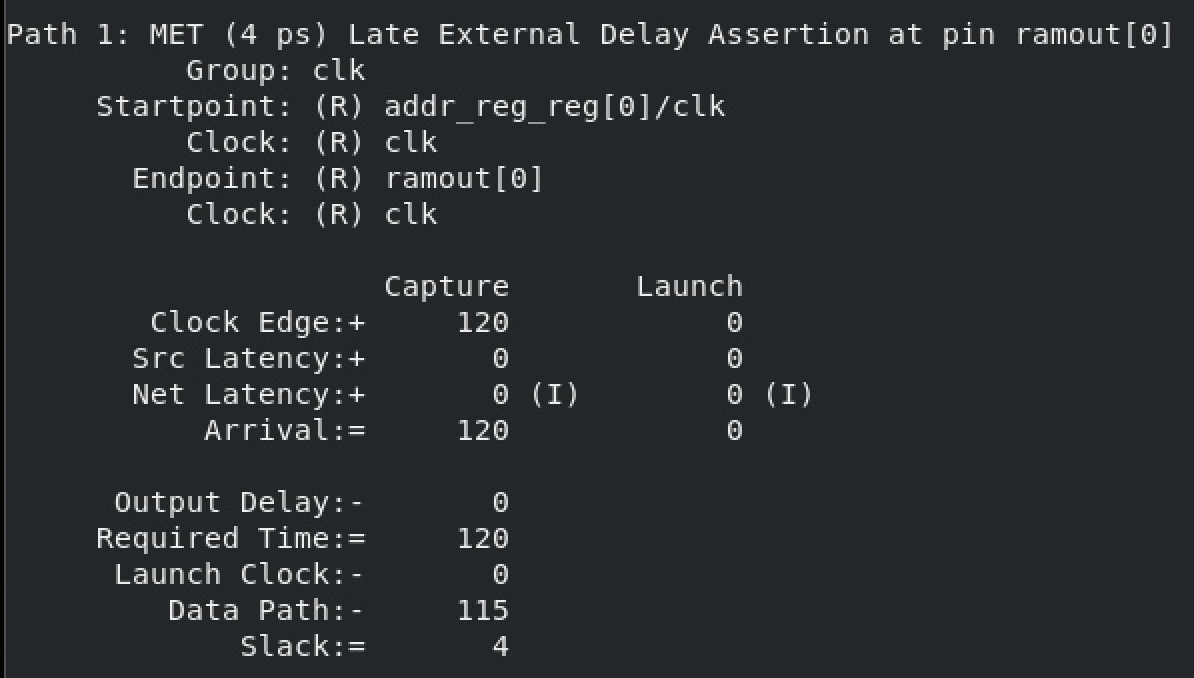 Path 1: MET (4 ps) Late External Delay Assertion at pin ramout[0]
Group: clk
Startpoint: (R) addr_reg_reg[0]/clk
Clock: (R) clk
Endpoint: (R) ramout[0]
Clock: (R) clk
Capture Launch
Clock Edge:+ 120 0
Src Latency:+ 0 0
Net Latency:+ 0 (I) 0 (I)
Arrival:= 120 0
Output Delay:- 0
Required Time:= 120
Launch Clock:- 0
Data Path:- 115
Slack:= 4